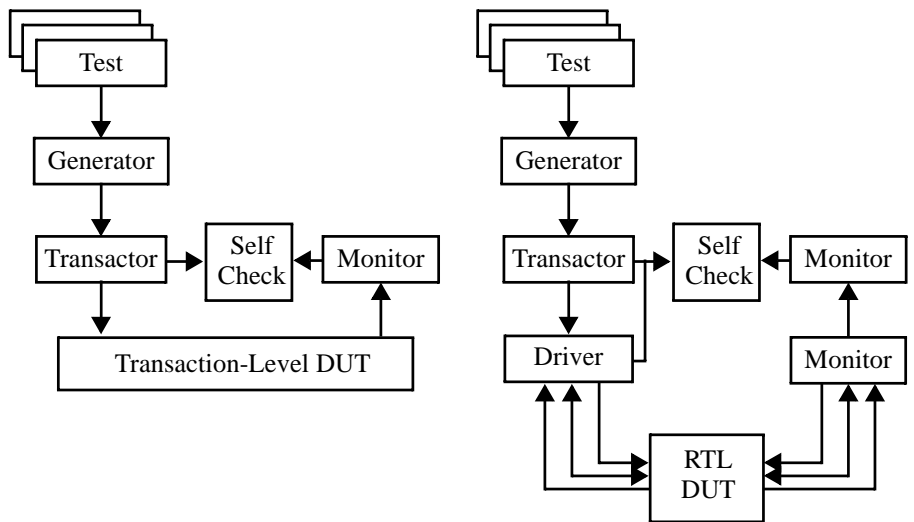 Test
Generator
Transactor
Self
Check
Monitor
Transaction-Level DUT
Test
Generator
Transactor
Self
Check
Monitor
Driver
Monitor
RTL
DUT